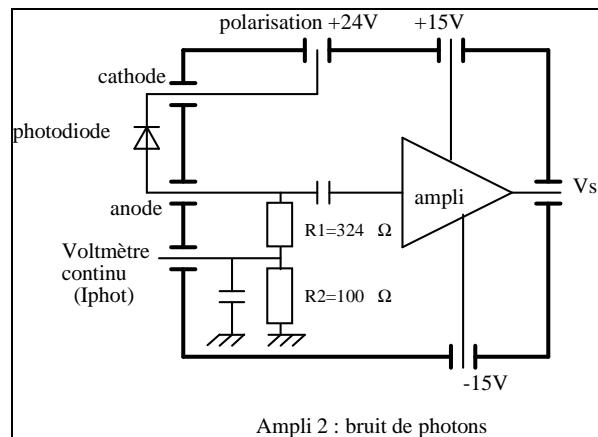 polarisation +24V
+15V
cathode
photodiode
ampli
Vs
anode
R1=324 Ω
Voltmètre
continu
(Iphot)
R2=100 Ω
-15V
Ampli 2 : bruit de photons